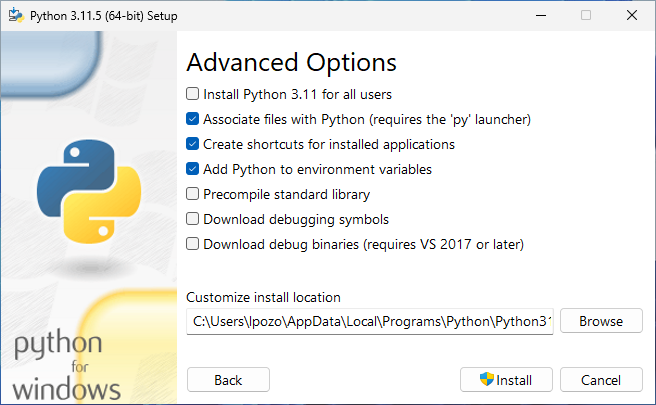 Python 3.11.5 (64-bit) Setup
Advanced Options
Install Python 3.11 for all users
Associate files with Python (requires the 'py' launcher)
Create shortcuts for installed applications
Add Python to environment variables
Precompile standard library
Download debugging symbols
Download debug binaries (requires VS 2017 or later)
Customize install location
C:\Users\lpozo\AppData\Local\Programs\Python\Python31
Browse
python
for
windows
Back
Install
Cancel